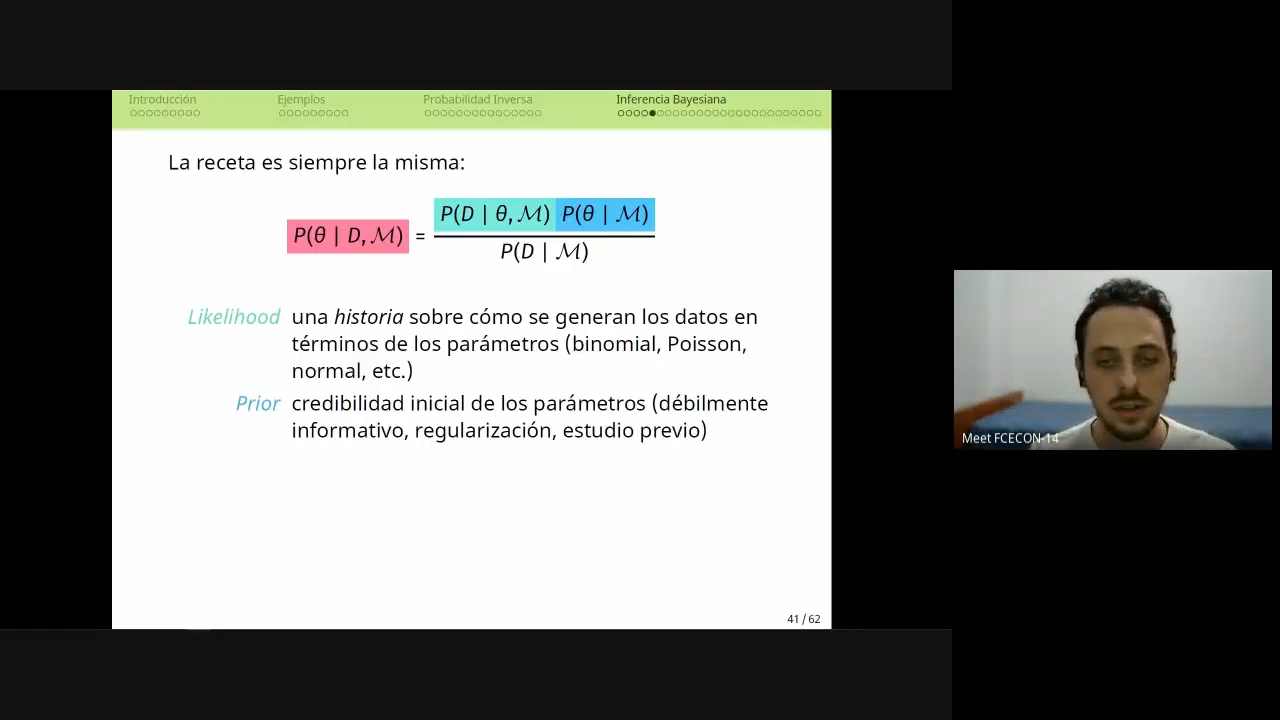 Introducción Ejemplos Probabilidad Inversa Inferencia Bayesiana
La receta es siempre la misma:
P(θ | D, ℳ) = P(D | θ, ℳ) P(θ | ℳ)
P(D | ℳ)
Likelihood una historia sobre cómo se generan los datos en
términos de los parámetros (binomial, Poisson,
normal, etc.)
Prior credibilidad inicial de los parámetros (débilmente
informativo, regularización, estudio previo)
41 / 62
Meet FCECON-14